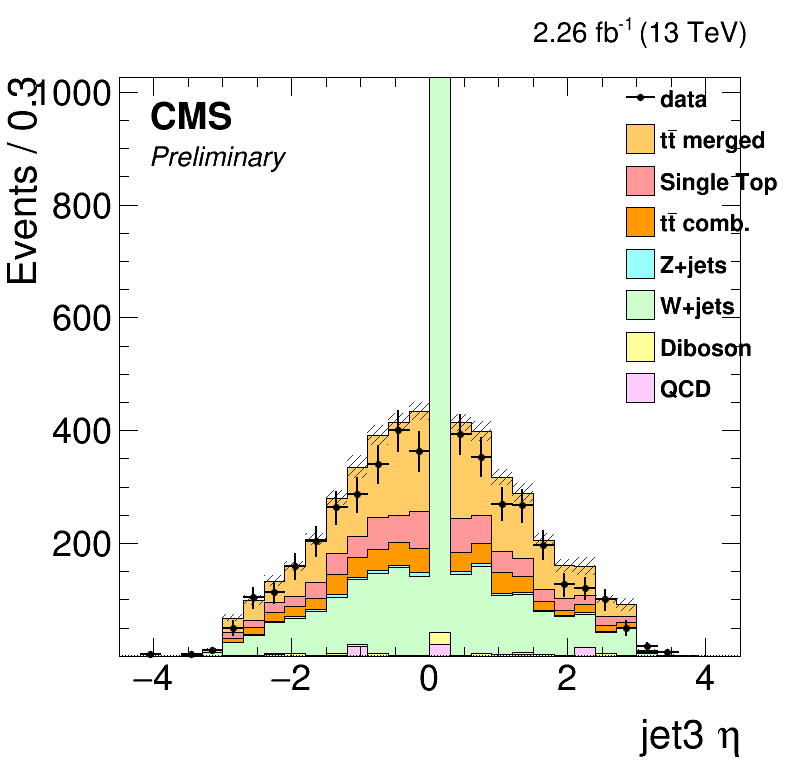 2.26 fb⁻¹ (13 TeV)
Events / 0.3
1000
800
600
400
200
CMS
Preliminary
data
tt̄ merged
Single Top
tt̄ comb.
Z+jets
W+jets
Diboson
QCD
−4 −2 0 2 4
jet3 η